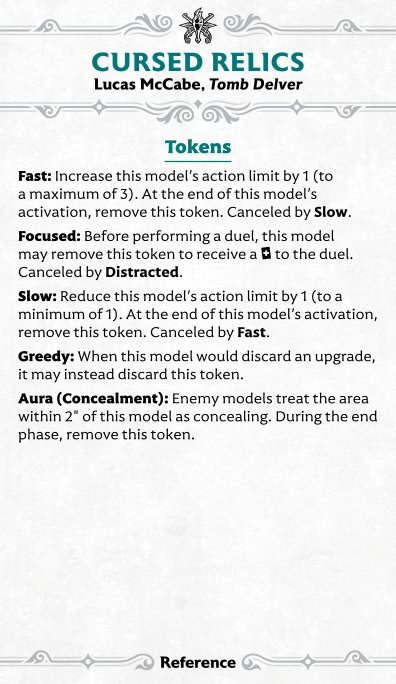 CURSED RELICS
Lucas McCabe, Tomb Delver
Tokens
Fast: Increase this model's action limit by 1 (to
a maximum of 3). At the end of this model's
activation, remove this token. Canceled by Slow.
Focused: Before performing a duel, this model
may remove this token to receive a to the duel.
Canceled by Distracted.
Slow: Reduce this model's action limit by 1 (to a
minimum of 1). At the end of this model's activation,
remove this token. Canceled by Fast.
Greedy: When this model would discard an upgrade,
it may instead discard this token.
Aura (Concealment): Enemy models treat the area
within 2" of this model as concealing. During the end
phase, remove this token.
Reference